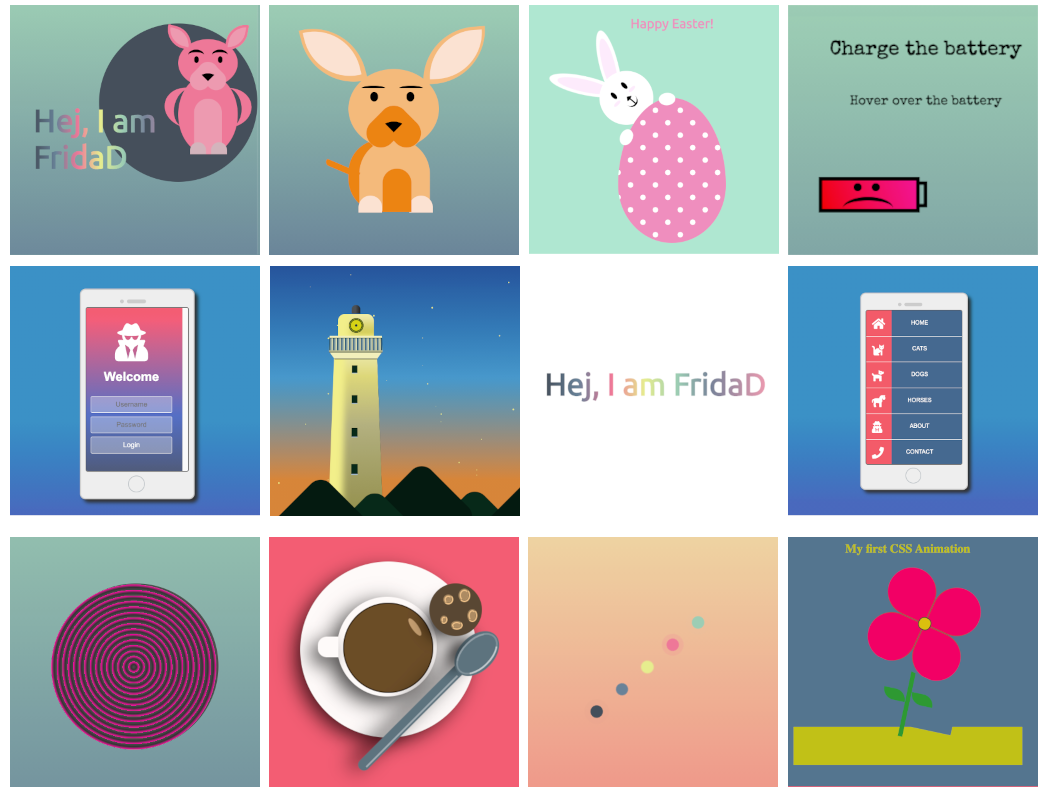 Hej, I am
FridaD
Happy Easter!
Charge the battery
Hover over the battery
Welcome
Username
Password
Login
Hej, I am FridaD
HOME
CATS
DOGS
HORSES
ABOUT
CONTACT
My first CSS Animation